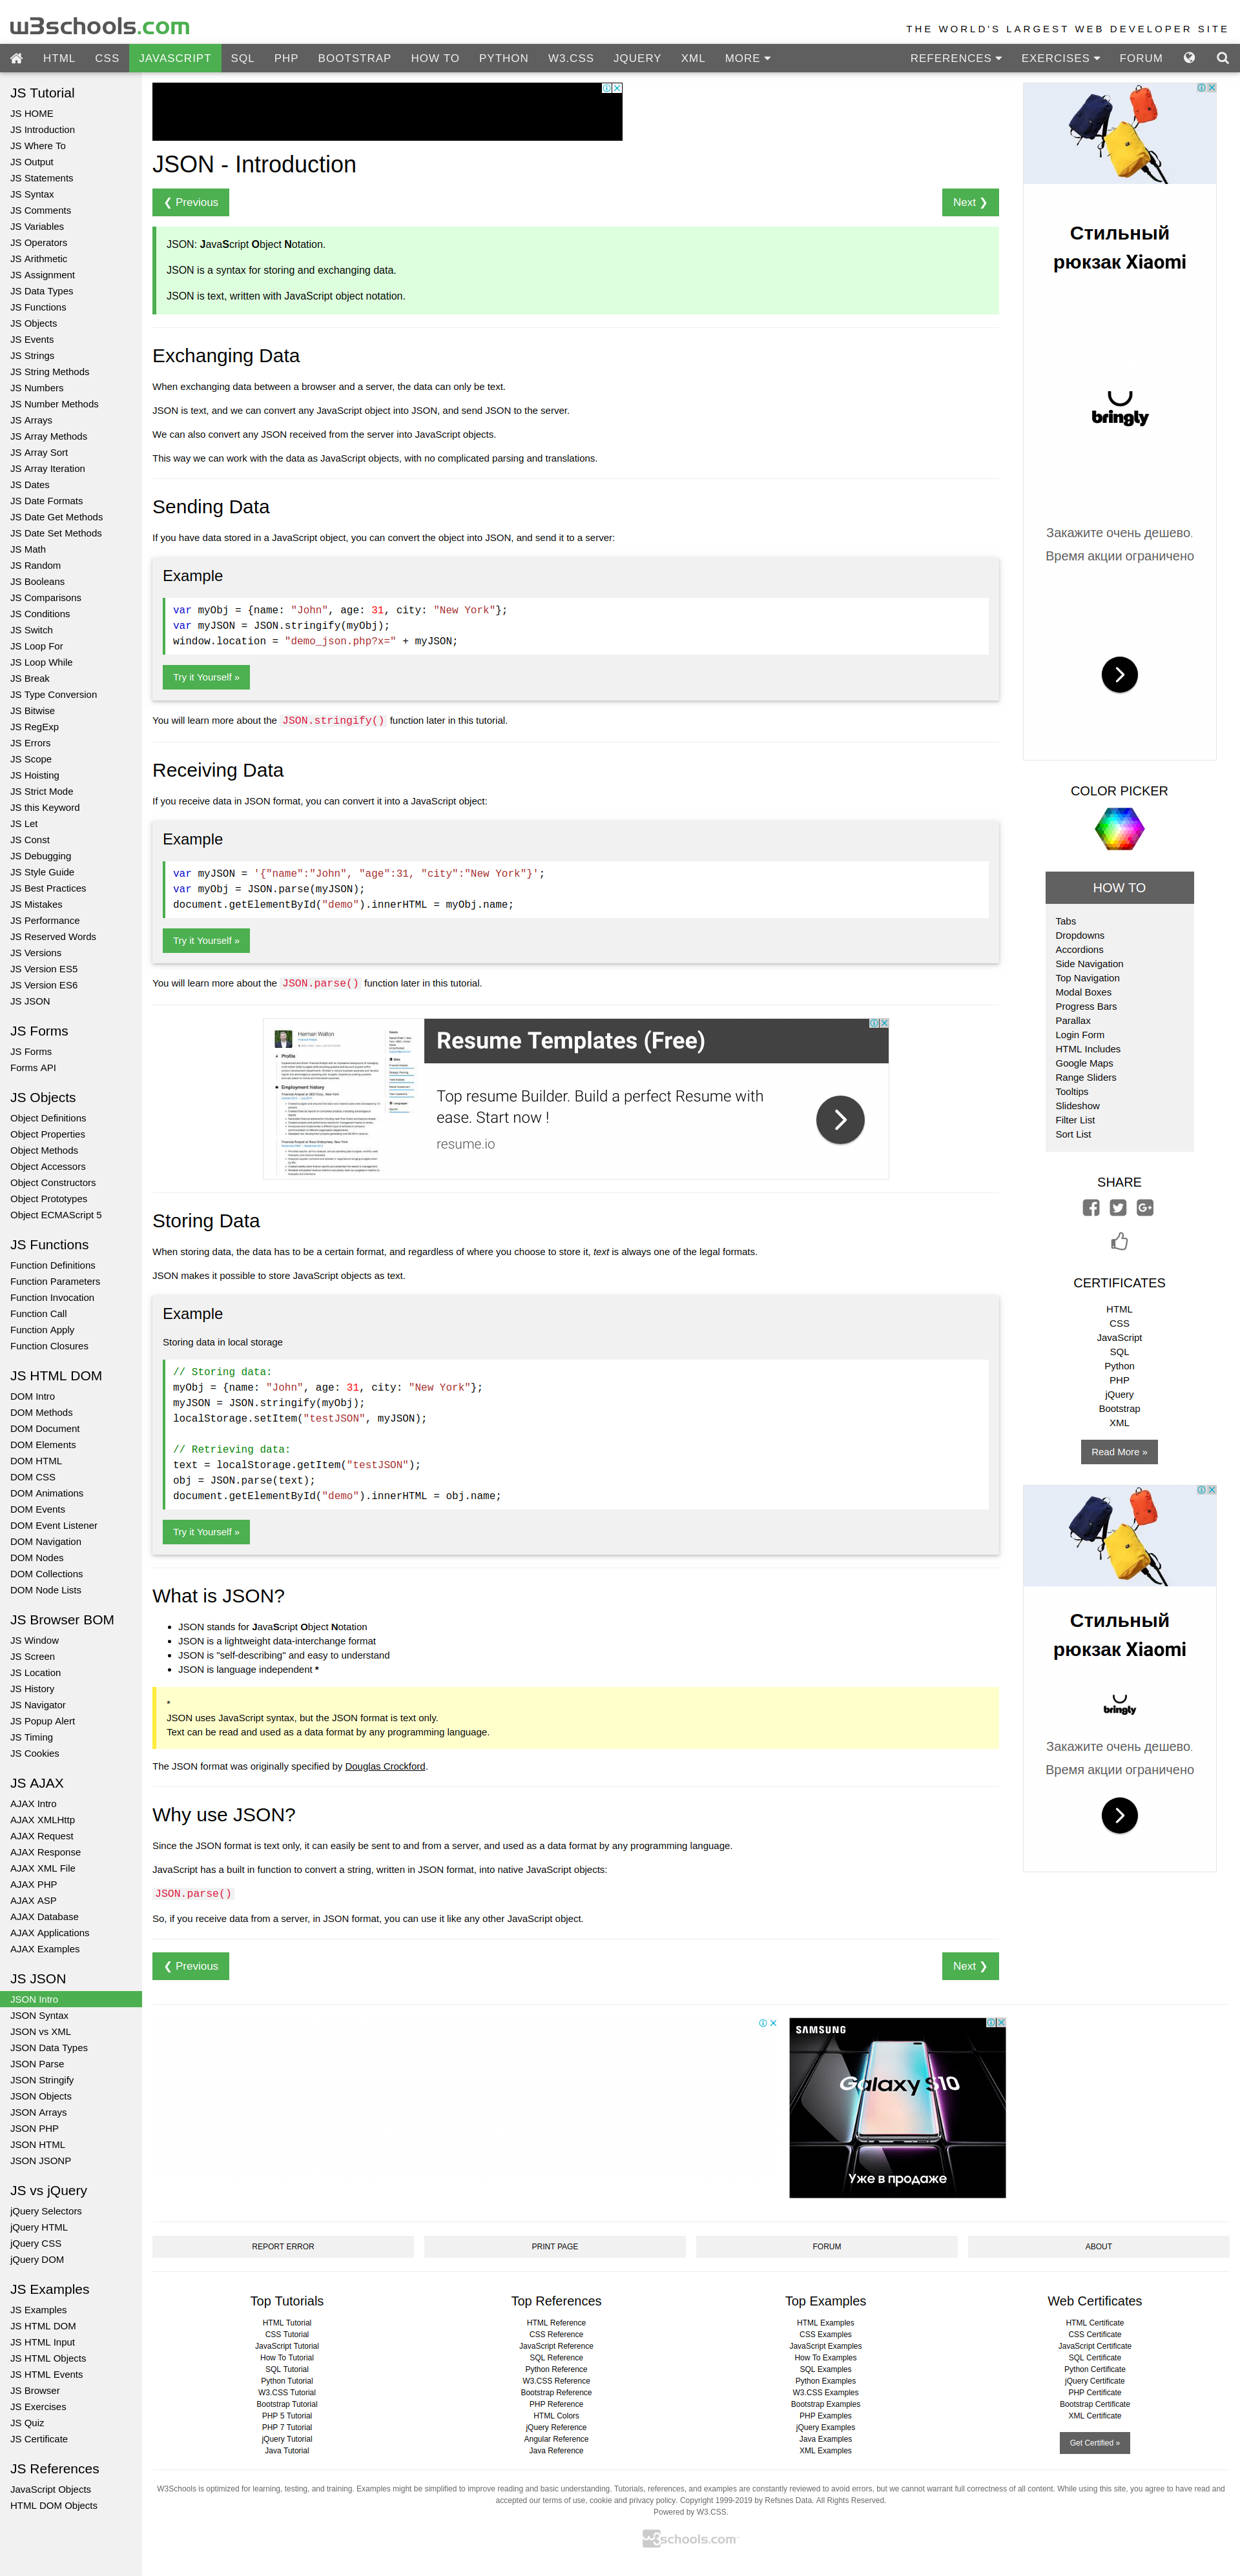 w3schools.com
THE WORLD'S LARGEST WEB DEVELOPER SITE
HTML CSS JAVASCRIPT SQL PHP BOOTSTRAP HOW TO PYTHON W3.CSS JQUERY XML MORE REFERENCES EXERCISES FORUM
JS Tutorial
JS HOME
JS Introduction
JS Where To
JS Output
JS Statements
JS Syntax
JS Comments
JS Variables
JS Operators
JS Arithmetic
JS Assignment
JS Data Types
JS Functions
JS Objects
JS Events
JS Strings
JS String Methods
JS Numbers
JS Number Methods
JS Arrays
JS Array Methods
JS Array Sort
JS Array Iteration
JS Dates
JS Date Formats
JS Date Get Methods
JS Date Set Methods
JS Math
JS Random
JS Booleans
JS Comparisons
JS Conditions
JS Switch
JS Loop For
JS Loop While
JS Break
JS Type Conversion
JS Bitwise
JS RegExp
JS Errors
JS Scope
JS Hoisting
JS Strict Mode
JS this Keyword
JS Let
JS Const
JS Debugging
JS Style Guide
JS Best Practices
JS Mistakes
JS Performance
JS Reserved Words
JS Versions
JS Version ES5
JS Version ES6
JS JSON
JS Forms
JS Forms
Forms API
JS Objects
Object Definitions
Object Properties
Object Methods
Object Accessors
Object Constructors
Object Prototypes
Object ECMAScript 5
JS Functions
Function Definitions
Function Parameters
Function Invocation
Function Call
Function Apply
Function Closures
JS HTML DOM
DOM Intro
DOM Methods
DOM Document
DOM Elements
DOM HTML
DOM CSS
DOM Animations
DOM Events
DOM Event Listener
DOM Navigation
DOM Nodes
DOM Collections
DOM Node Lists
JS Browser BOM
JS Window
JS Screen
JS Location
JS History
JS Navigator
JS Popup Alert
JS Timing
JS Cookies
JS AJAX
AJAX Intro
AJAX XMLHttp
AJAX Request
AJAX Response
AJAX XML File
AJAX PHP
AJAX ASP
AJAX Database
AJAX Applications
AJAX Examples
JS JSON
JSON Intro
JSON Syntax
JSON vs XML
JSON Data Types
JSON Parse
JSON Stringify
JSON Objects
JSON Arrays
JSON PHP
JSON HTML
JSON JSONP
JS vs jQuery
jQuery Selectors
jQuery HTML
jQuery CSS
jQuery DOM
JS Examples
JS Examples
JS HTML DOM
JS HTML Input
JS HTML Objects
JS HTML Events
JS Browser
JS Exercises
JS Quiz
JS Certificate
JS References
JavaScript Objects
HTML DOM Objects
JSON - Introduction
❮ Previous
Next ❯
JSON: JavaScript Object Notation.
JSON is a syntax for storing and exchanging data.
JSON is text, written with JavaScript object notation.
Exchanging Data
When exchanging data between a browser and a server, the data can only be text.
JSON is text, and we can convert any JavaScript object into JSON, and send JSON to the server.
We can also convert any JSON received from the server into JavaScript objects.
This way we can work with the data as JavaScript objects, with no complicated parsing and translations.
Sending Data
If you have data stored in a JavaScript object, you can convert the object into JSON, and send it to a server:
Example
var myObj = {name: "John", age: 31, city: "New York"};
var myJSON = JSON.stringify(myObj);
window.location = "demo_json.php?x=" + myJSON;
Try it Yourself »
You will learn more about the JSON.stringify() function later in this tutorial.
Receiving Data
If you receive data in JSON format, you can convert it into a JavaScript object:
Example
var myJSON = '{"name":"John", "age":31, "city":"New York"}';
var myObj = JSON.parse(myJSON);
document.getElementById("demo").innerHTML = myObj.name;
Try it Yourself »
You will learn more about the JSON.parse() function later in this tutorial.
Herman Walton
Profile
Employment history
Resume Templates (Free)
Top resume Builder. Build a perfect Resume with
ease. Start now !
resume.io
Storing Data
When storing data, the data has to be a certain format, and regardless of where you choose to store it, text is always one of the legal formats.
JSON makes it possible to store JavaScript objects as text.
Example
Storing data in local storage
// Storing data:
myObj = {name: "John", age: 31, city: "New York"};
myJSON = JSON.stringify(myObj);
localStorage.setItem("testJSON", myJSON);
// Retrieving data:
text = localStorage.getItem("testJSON");
obj = JSON.parse(text);
document.getElementById("demo").innerHTML = obj.name;
Try it Yourself »
What is JSON?
JSON stands for JavaScript Object Notation
JSON is a lightweight data-interchange format
JSON is "self-describing" and easy to understand
JSON is language independent *
*
JSON uses JavaScript syntax, but the JSON format is text only.
Text can be read and used as a data format by any programming language.
The JSON format was originally specified by Douglas Crockford.
Why use JSON?
Since the JSON format is text only, it can easily be sent to and from a server, and used as a data format by any programming language.
JavaScript has a built in function to convert a string, written in JSON format, into native JavaScript objects:
JSON.parse()
So, if you receive data from a server, in JSON format, you can use it like any other JavaScript object.
❮ Previous
Next ❯
Стильный
рюкзак Xiaomi
bringly
Закажите очень дешево.
Время акции ограничено
COLOR PICKER
HOW TO
Tabs
Dropdowns
Accordions
Side Navigation
Top Navigation
Modal Boxes
Progress Bars
Parallax
Login Form
HTML Includes
Google Maps
Range Sliders
Tooltips
Slideshow
Filter List
Sort List
SHARE
CERTIFICATES
HTML
CSS
JavaScript
SQL
Python
PHP
jQuery
Bootstrap
XML
Read More »
Стильный
рюкзак Xiaomi
bringly
Закажите очень дешево.
Время акции ограничено
SAMSUNG
Galaxy S10
Уже в продаже
REPORT ERROR
PRINT PAGE
FORUM
ABOUT
Top Tutorials
HTML Tutorial
CSS Tutorial
JavaScript Tutorial
How To Tutorial
SQL Tutorial
Python Tutorial
W3.CSS Tutorial
Bootstrap Tutorial
PHP 5 Tutorial
PHP 7 Tutorial
jQuery Tutorial
Java Tutorial
Top References
HTML Reference
CSS Reference
JavaScript Reference
SQL Reference
Python Reference
W3.CSS Reference
Bootstrap Reference
PHP Reference
HTML Colors
jQuery Reference
Angular Reference
Java Reference
Top Examples
HTML Examples
CSS Examples
JavaScript Examples
How To Examples
SQL Examples
Python Examples
W3.CSS Examples
Bootstrap Examples
PHP Examples
jQuery Examples
Java Examples
XML Examples
Web Certificates
HTML Certificate
CSS Certificate
JavaScript Certificate
SQL Certificate
Python Certificate
jQuery Certificate
PHP Certificate
Bootstrap Certificate
XML Certificate
Get Certified »
W3Schools is optimized for learning, testing, and training. Examples might be simplified to improve reading and basic understanding. Tutorials, references, and examples are constantly reviewed to avoid errors, but we cannot warrant full correctness of all content. While using this site, you agree to have read and
accepted our terms of use, cookie and privacy policy. Copyright 1999-2019 by Refsnes Data. All Rights Reserved.
Powered by W3.CSS.
w3schools.com